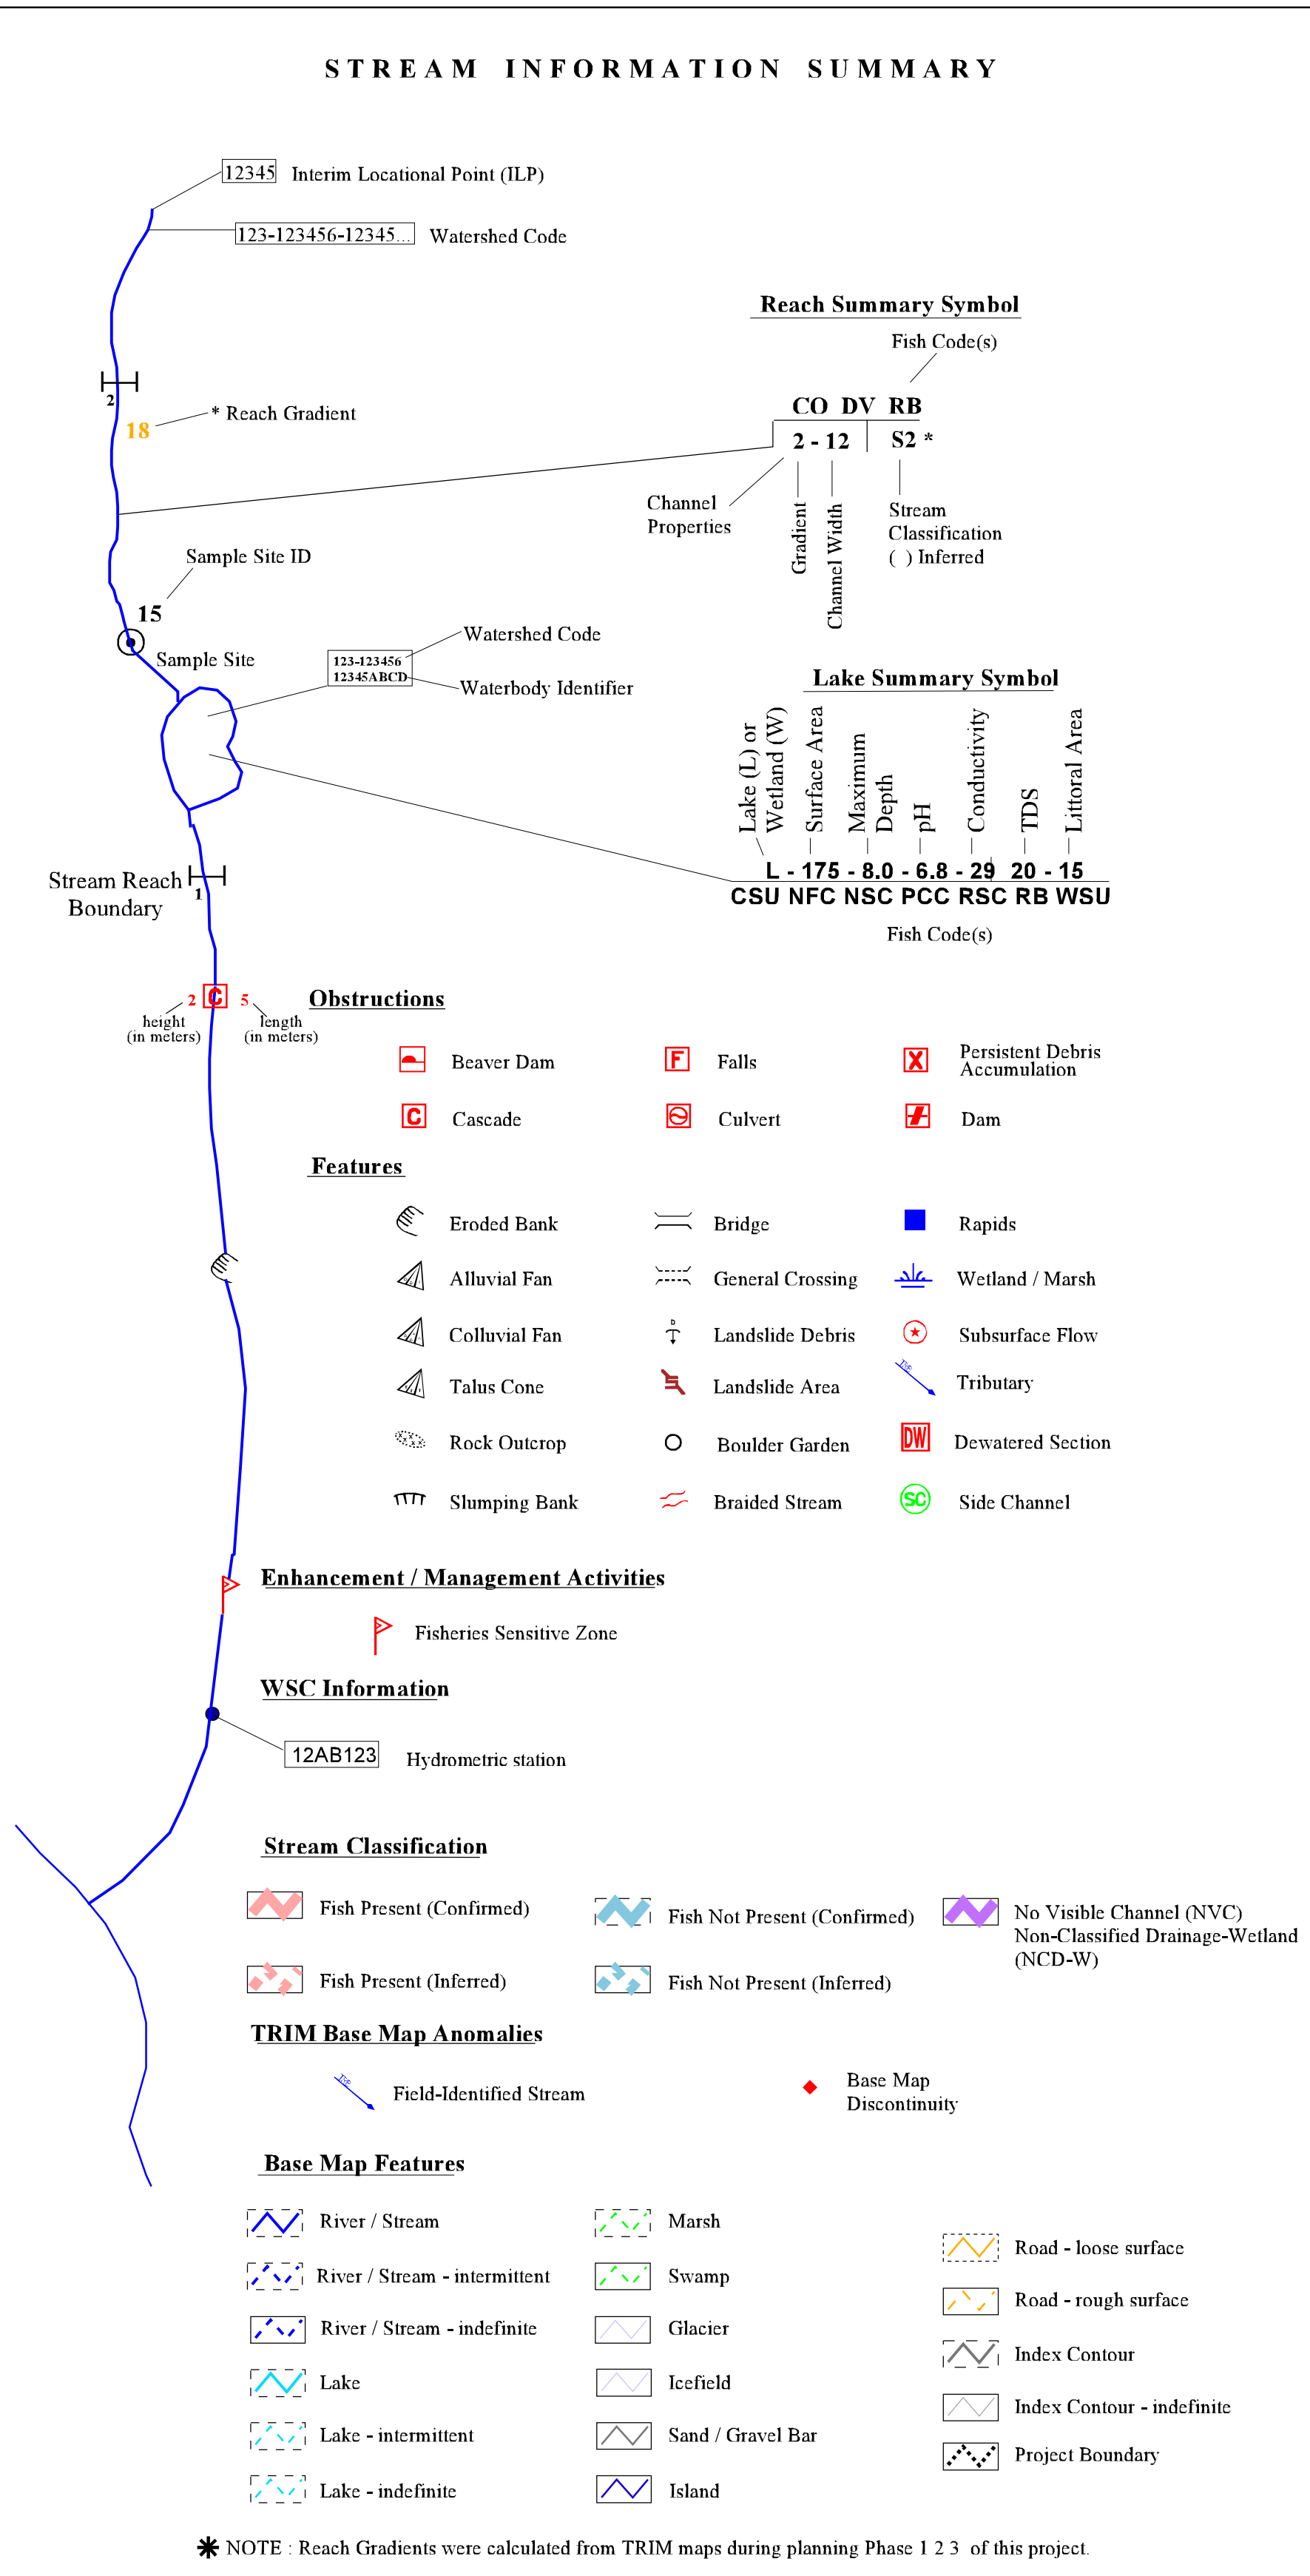 STREAM INFORMATION SUMMARY
12345 Interim Locational Point (ILP)
123-123456-12345... Watershed Code
Reach Summary Symbol
Fish Code(s)
2
18
* Reach Gradient
CO DV RB
2 - 12 S2 *
Channel
Properties
Gradient
Channel Width
Stream
Classification
( ) Inferred
Sample Site ID
15
Sample Site
123-123456
12345ABCD
Watershed Code
Waterbody Identifier
Lake Summary Symbol
Lake (L) or
Wetland (W)
Surface Area
Maximum
Depth
pH
Conductivity
TDS
Littoral Area
L - 175 - 8.0 - 6.8 - 29 20 - 15
CSU NFC NSC PCC RSC RB WSU
Fish Code(s)
Stream Reach
Boundary
1
2 C 5
height
(in meters)
length
(in meters)
Obstructions
Beaver Dam
F Falls
X Persistent Debris
Accumulation
C Cascade
Culvert
Dam
Features
Eroded Bank
Bridge
Rapids
Alluvial Fan
General Crossing
Wetland / Marsh
Colluvial Fan
D Landslide Debris
Subsurface Flow
Talus Cone
Landslide Area
Tributary
Rock Outcrop
Boulder Garden
DW Dewatered Section
Slumping Bank
Braided Stream
SC Side Channel
Enhancement / Management Activities
Fisheries Sensitive Zone
WSC Information
12AB123 Hydrometric station
Stream Classification
Fish Present (Confirmed)
Fish Not Present (Confirmed)
No Visible Channel (NVC)
Non-Classified Drainage-Wetland
(NCD-W)
Fish Present (Inferred)
Fish Not Present (Inferred)
TRIM Base Map Anomalies
Field-Identified Stream
Base Map
Discontinuity
Base Map Features
River / Stream
River / Stream - intermittent
River / Stream - indefinite
Lake
Lake - intermittent
Lake - indefinite
Marsh
Swamp
Glacier
Icefield
Sand / Gravel Bar
Island
Road - loose surface
Road - rough surface
Index Contour
Index Contour - indefinite
Project Boundary
* NOTE : Reach Gradients were calculated from TRIM maps during planning Phase 1 2 3 of this project.